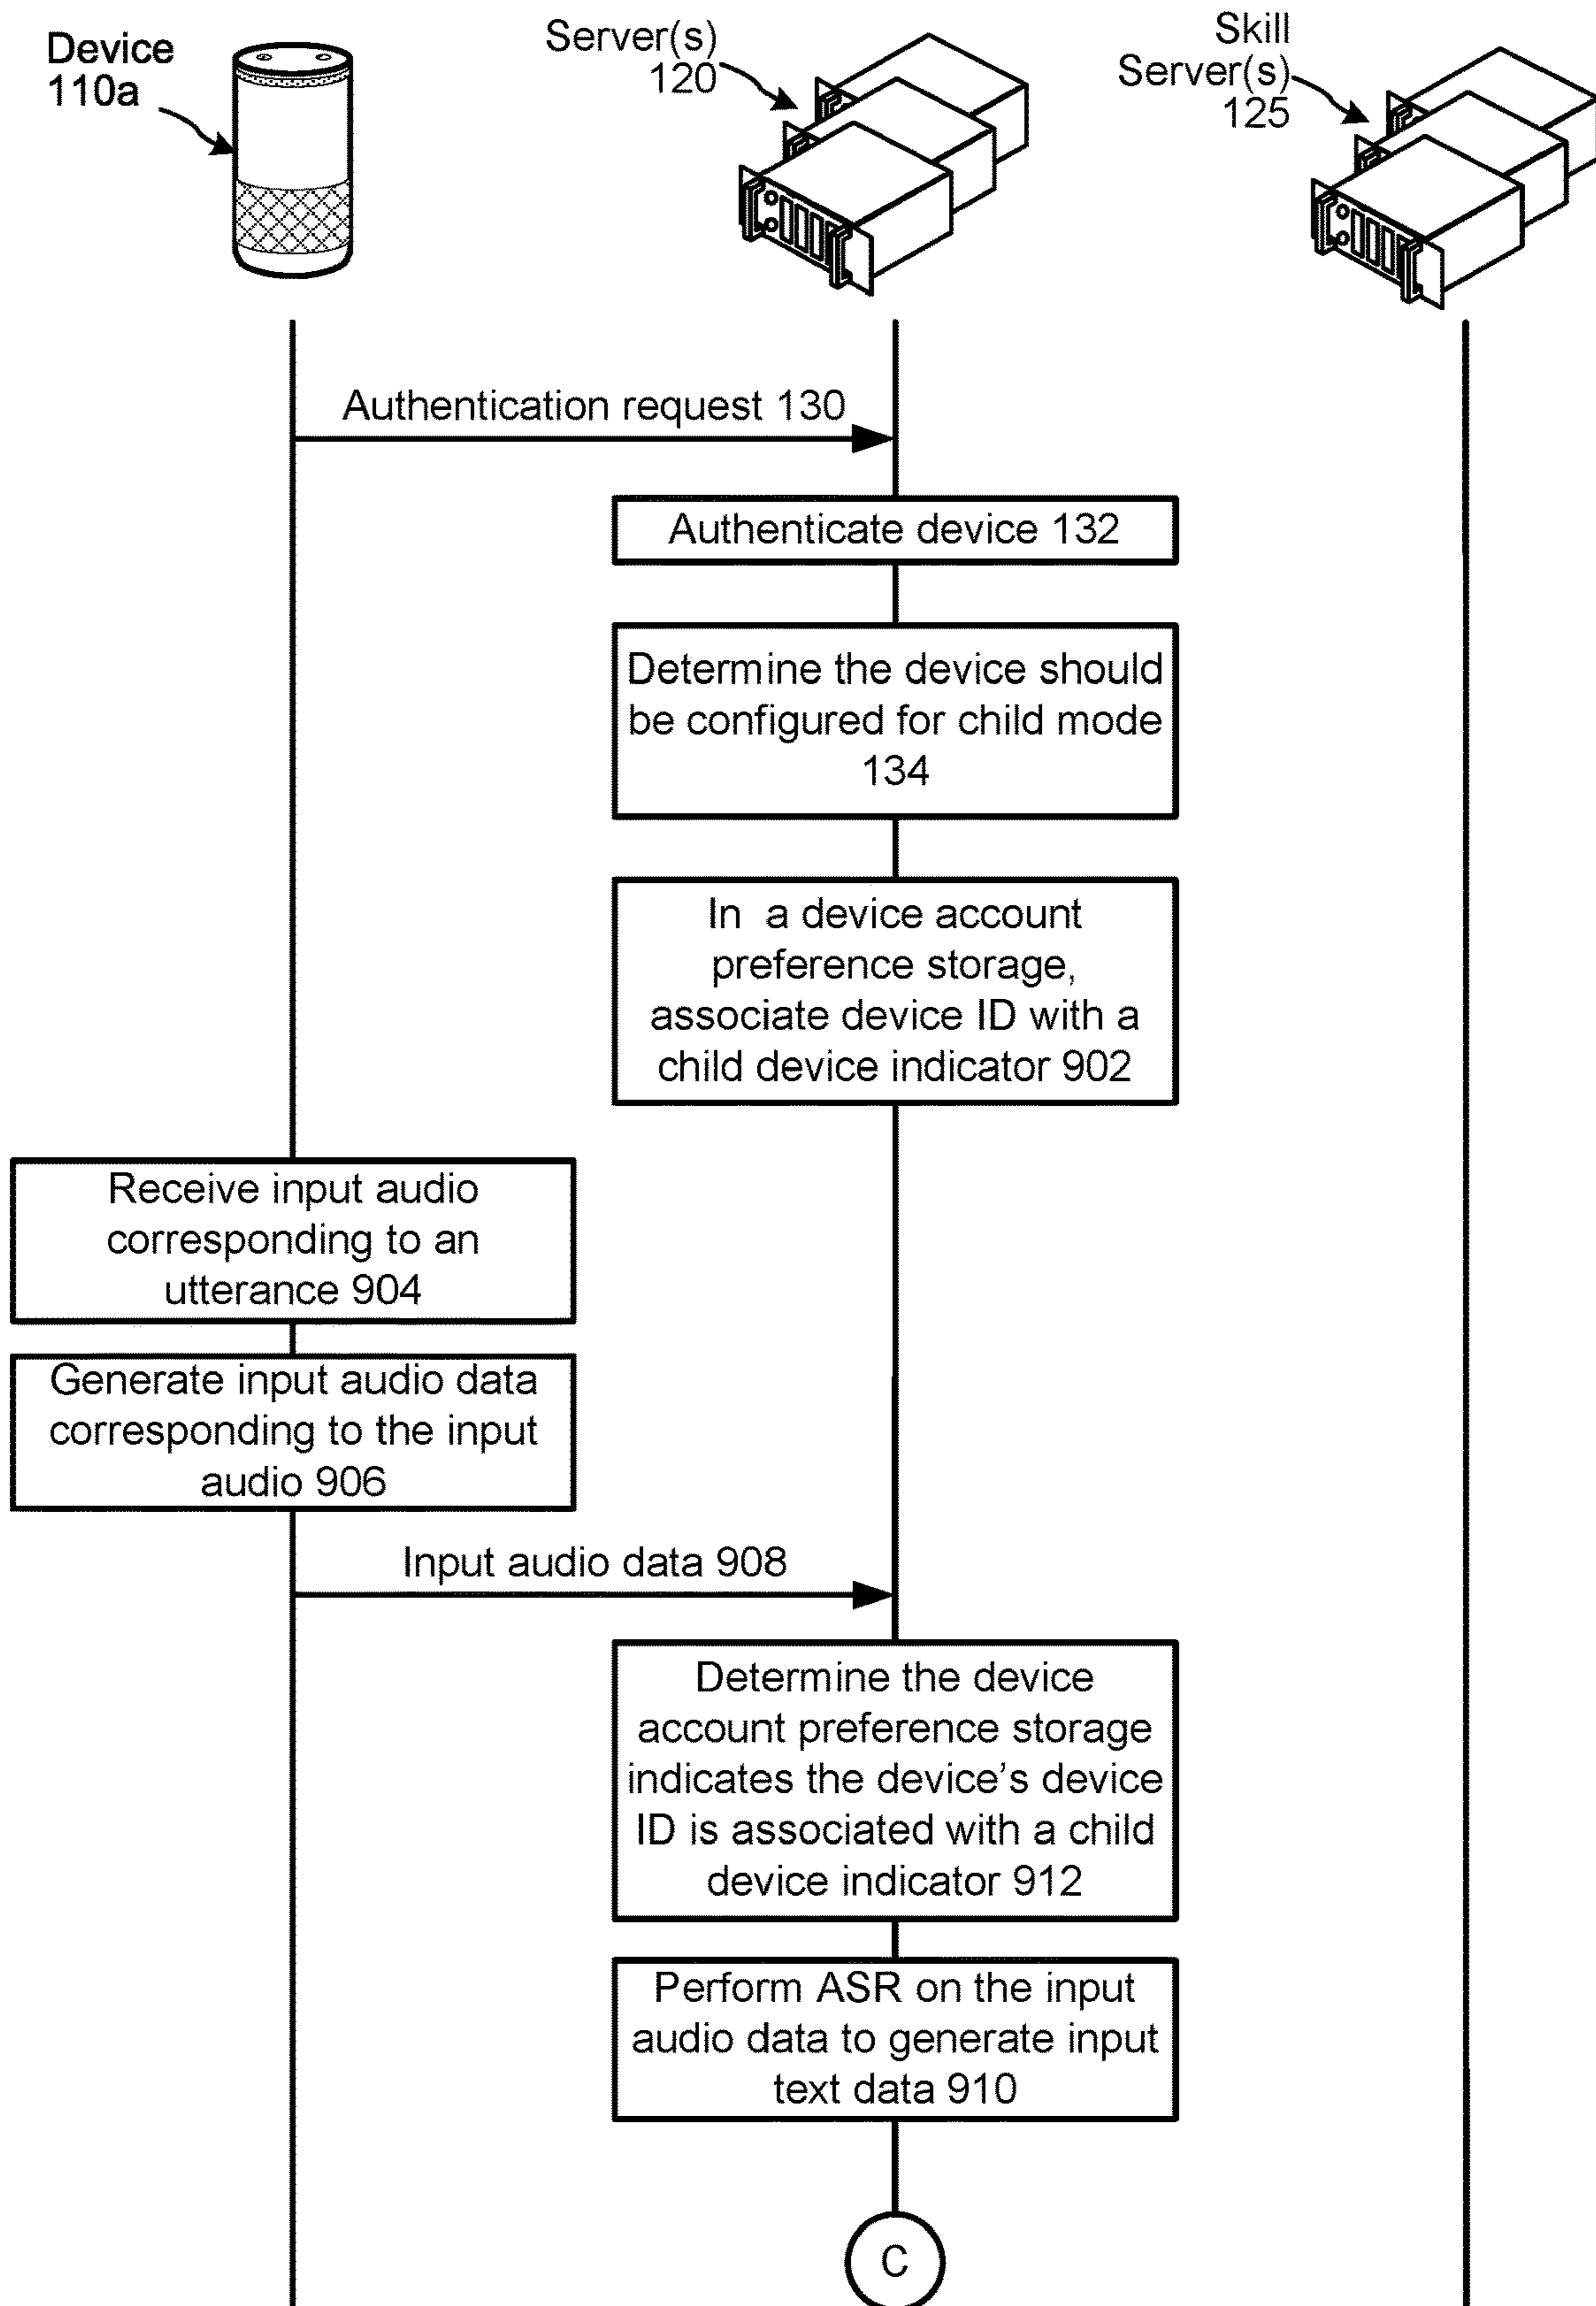 Device
110a
Server(s)
120
Skill
Server(s)
125
Authentication request 130
Authenticate device 132
Determine the device should
be configured for child mode
134
In a device account
preference storage,
associate device ID with a
child device indicator 902
Receive input audio
corresponding to an
utterance 904
Generate input audio data
corresponding to the input
audio 906
Input audio data 908
Determine the device
account preference storage
indicates the device's device
ID is associated with a child
device indicator 912
Perform ASR on the input
audio data to generate input
text data 910
C